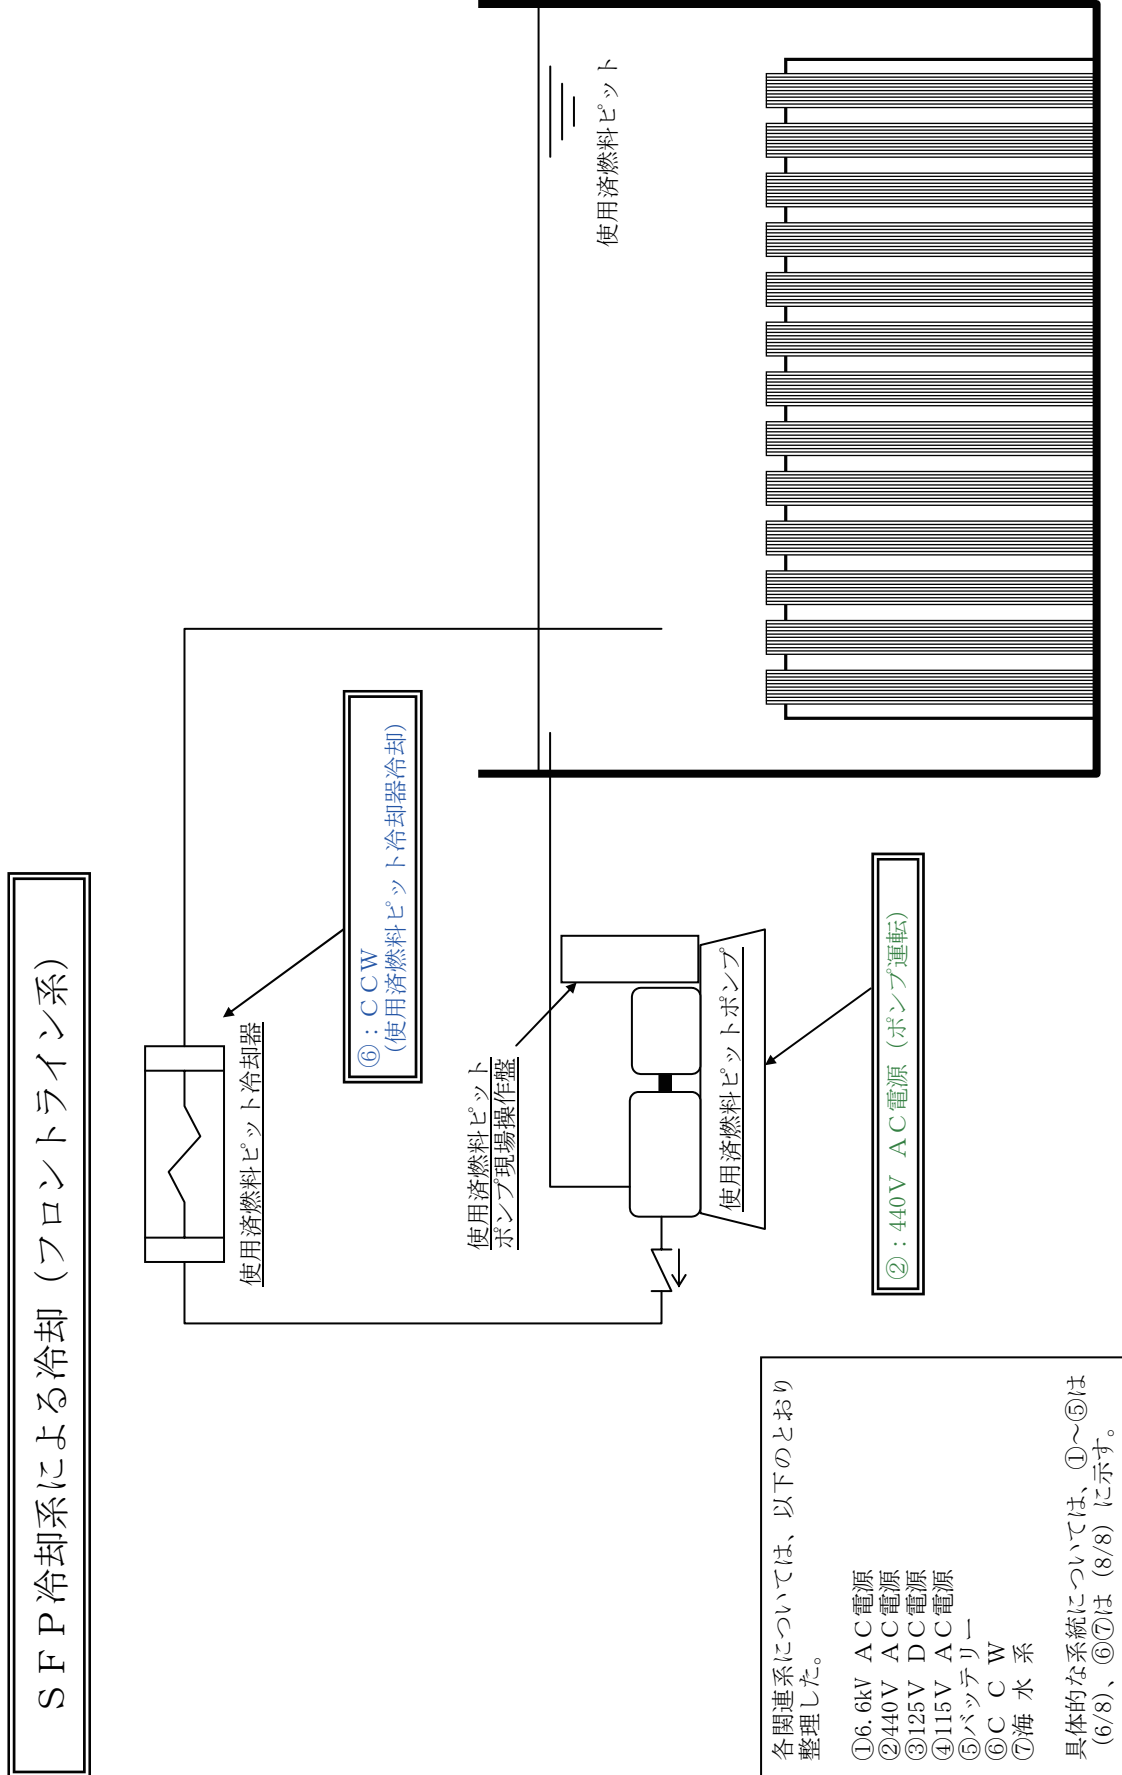 ＳＦＰ冷却系による冷却（フロントライン系）
使用済燃料ピット冷却器
⑥：ＣＣＷ
(使用済燃料ピット冷却器冷却)
使用済燃料ピット
ポンプ現場操作盤
使用済燃料ピットポンプ
②：440V ＡＣ電源（ポンプ運転）
使用済燃料ピット
各関連系については、以下のとおり
整理した。
①6.6kV ＡＣ電源
②440V ＡＣ電源
③125V ＤＣ電源
④115V ＡＣ電源
⑤バッテリー
⑥Ｃ Ｃ Ｗ
⑦海 水 系
具体的な系統については、①～⑤は
(6/8)、⑥⑦は (8/8) に示す。